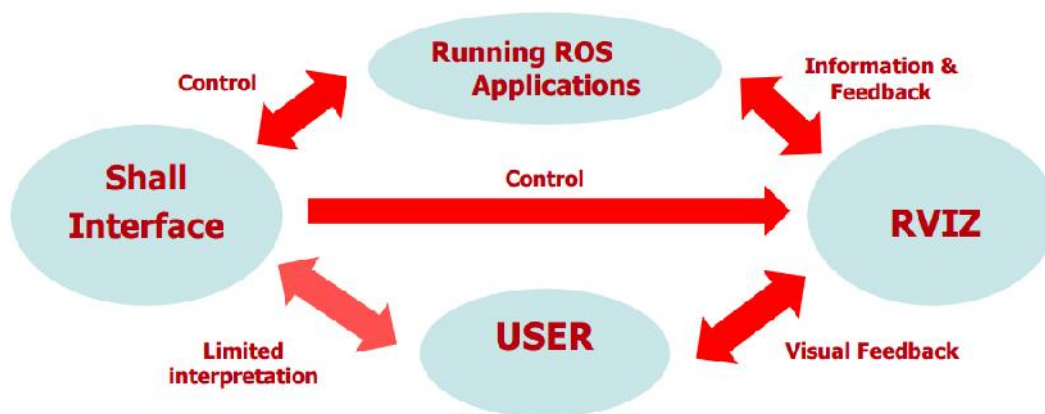 Running ROS
Applications
Control
Information &
Feedback
Shall
Interface
Control
RVIZ
USER
Limited
interpretation
Visual Feedback